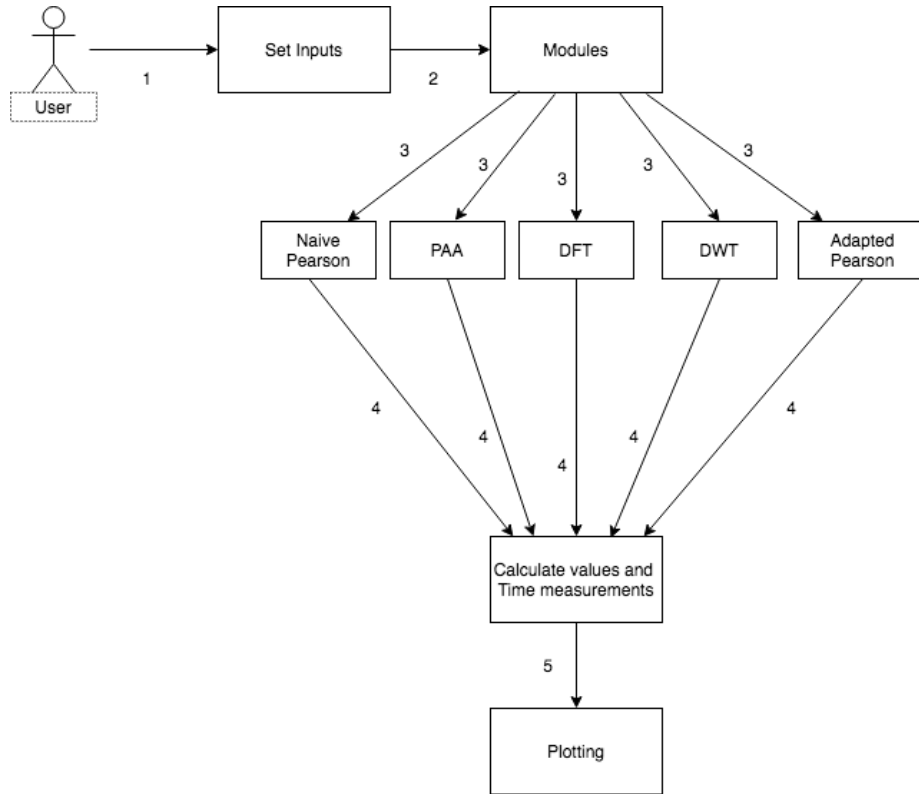 Set Inputs
Modules
1
2
User
3
3
3
3
3
Naive
Pearson
PAA
DFT
DWT
Adapted
Pearson
4
4
4
4
4
Calculate values and
Time measurements
5
Plotting